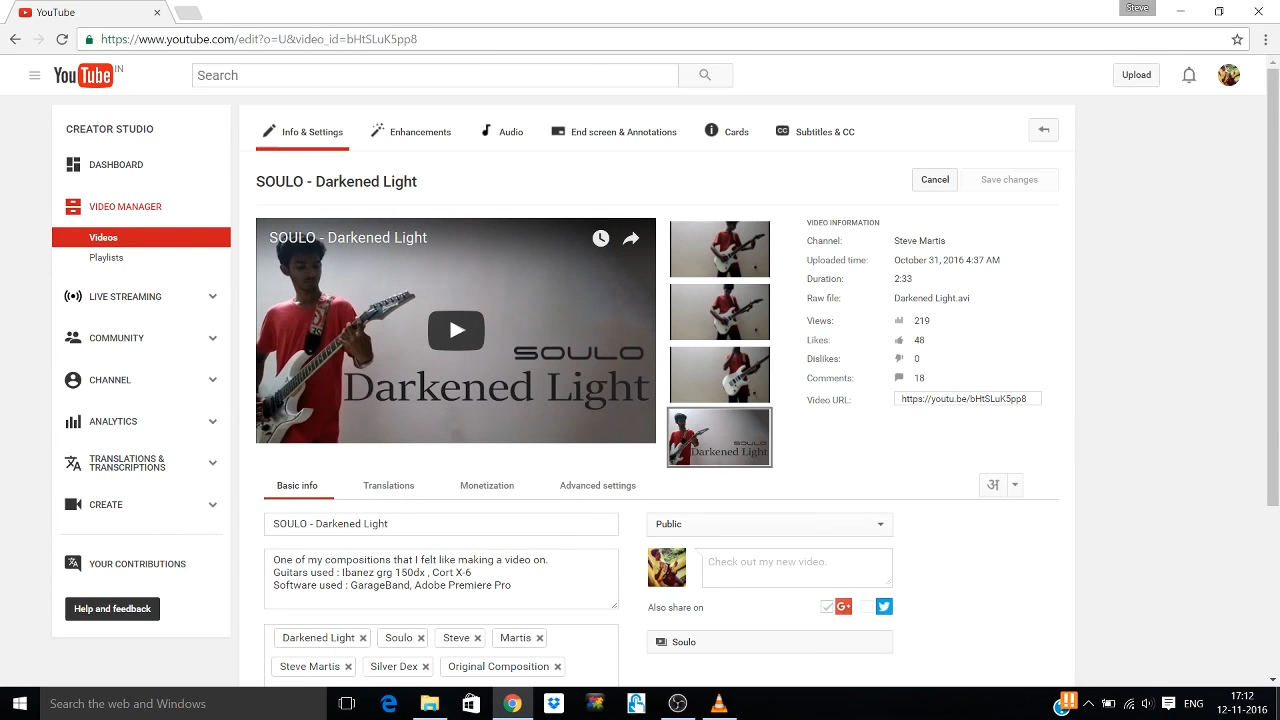 YouTube
Steve
https://www.youtube.com/edit?o=U&video_id=bHtSLuK5pp8
YouTube IN
Search
Upload
CREATOR STUDIO
DASHBOARD
VIDEO MANAGER
Videos
Playlists
LIVE STREAMING
COMMUNITY
CHANNEL
ANALYTICS
TRANSLATIONS &
TRANSCRIPTIONS
CREATE
YOUR CONTRIBUTIONS
Help and feedback
Info & Settings
Enhancements
Audio
End screen & Annotations
Cards
CC Subtitles & CC
SOULO - Darkened Light
Cancel
Save changes
SOULO - Darkened Light
SOULO
Darkened Light
SOULO
Darkened Light
VIDEO INFORMATION
Channel: Steve Martis
Uploaded time: October 31, 2016 4:37 AM
Duration: 2:33
Raw file: Darkened Light.avi
Views: 219
Likes: 48
Dislikes: 0
Comments: 18
Video URL: https://youtu.be/bHtSLuK5pp8
Basic info
Translations
Monetization
Advanced settings
अ
SOULO - Darkened Light
One of my compositions that I felt like making a video on.
Guitars used : Ibanez grg 150dx , Cort X-6
Software used : GarageBand, Adobe Premiere Pro
Darkened Light
Soulo
Steve
Martis
Steve Martis
Silver Dex
Original Composition
Public
Check out my new video.
Also share on
G+
Soulo
Search the web and Windows
17:12
12-11-2016